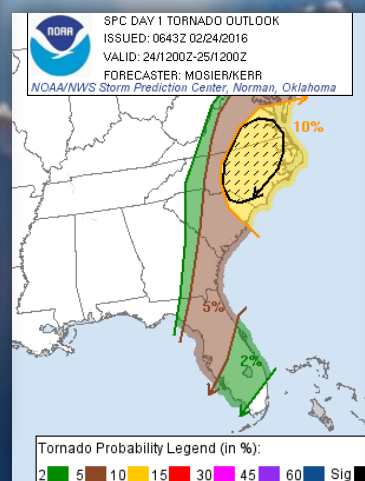 SPC DAY 1 TORNADO OUTLOOK
ISSUED: 0643Z 02/24/2016
VALID: 24/1200Z-25/1200Z
FORECASTER: MOSIER/KERR
NOAA
NOAA/NWS Storm Prediction Center, Norman, Oklahoma
10%
5%
2%
Tornado Probability Legend (in %):
2 5 10 15 30 45 60 Sig